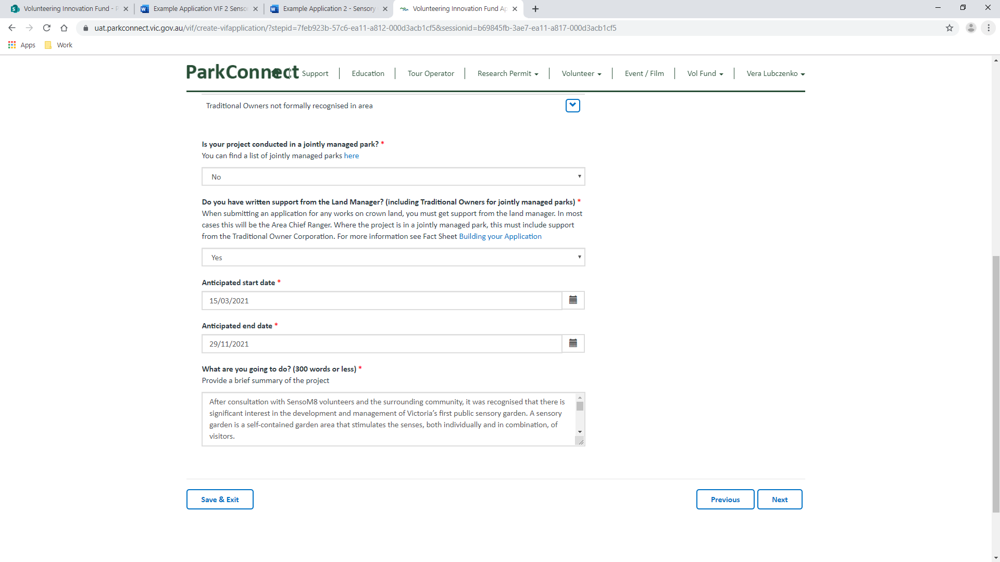 Volunteering Innovation Fund - P
Example Application VIF 2 Senso
Example Application 2 - Sensory
Volunteering Innovation Fund Ap
uat.parkconnect.vic.gov.au/vif/create-vifapplication/?stepid=7feb923b-57c6-ea11-a812-000d3acb1cf5&sessionid=b69845fb-3ae7-ea11-a817-000d3acb1cf5
Apps
Work
ParkConnect
Support
Education
Tour Operator
Research Permit
Volunteer
Event / Film
Vol Fund
Vera Lubczenko
Traditional Owners not formally recognised in area
Is your project conducted in a jointly managed park? *
You can find a list of jointly managed parks here
No
Do you have written support from the Land Manager? (including Traditional Owners for jointly managed parks) *
When submitting an application for any works on crown land, you must get support from the land manager. In most
cases this will be the Area Chief Ranger. Where the project is in a jointly managed park, this must include support
from the Traditional Owner Corporation. For more information see Fact Sheet Building your Application
Yes
Anticipated start date *
15/03/2021
Anticipated end date *
29/11/2021
What are you going to do? (300 words or less) *
Provide a brief summary of the project
After consultation with SensoM8 volunteers and the surrounding community, it was recognised that there is
significant interest in the development and management of Victoria’s first public sensory garden. A sensory
garden is a self-contained garden area that stimulates the senses, both individually and in combination, of
visitors.
Save & Exit
Previous
Next